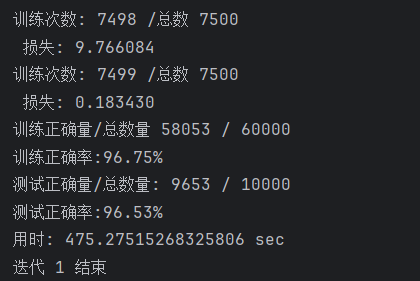 训练次数: 7498 /总数 7500
损失: 9.766084
训练次数: 7499 /总数 7500
损失: 0.183430
训练正确量/总数量 58053 / 60000
训练正确率:96.75%
测试正确量/总数量: 9653 / 10000
测试正确率:96.53%
用时: 475.27515268325806 sec
迭代 1 结束